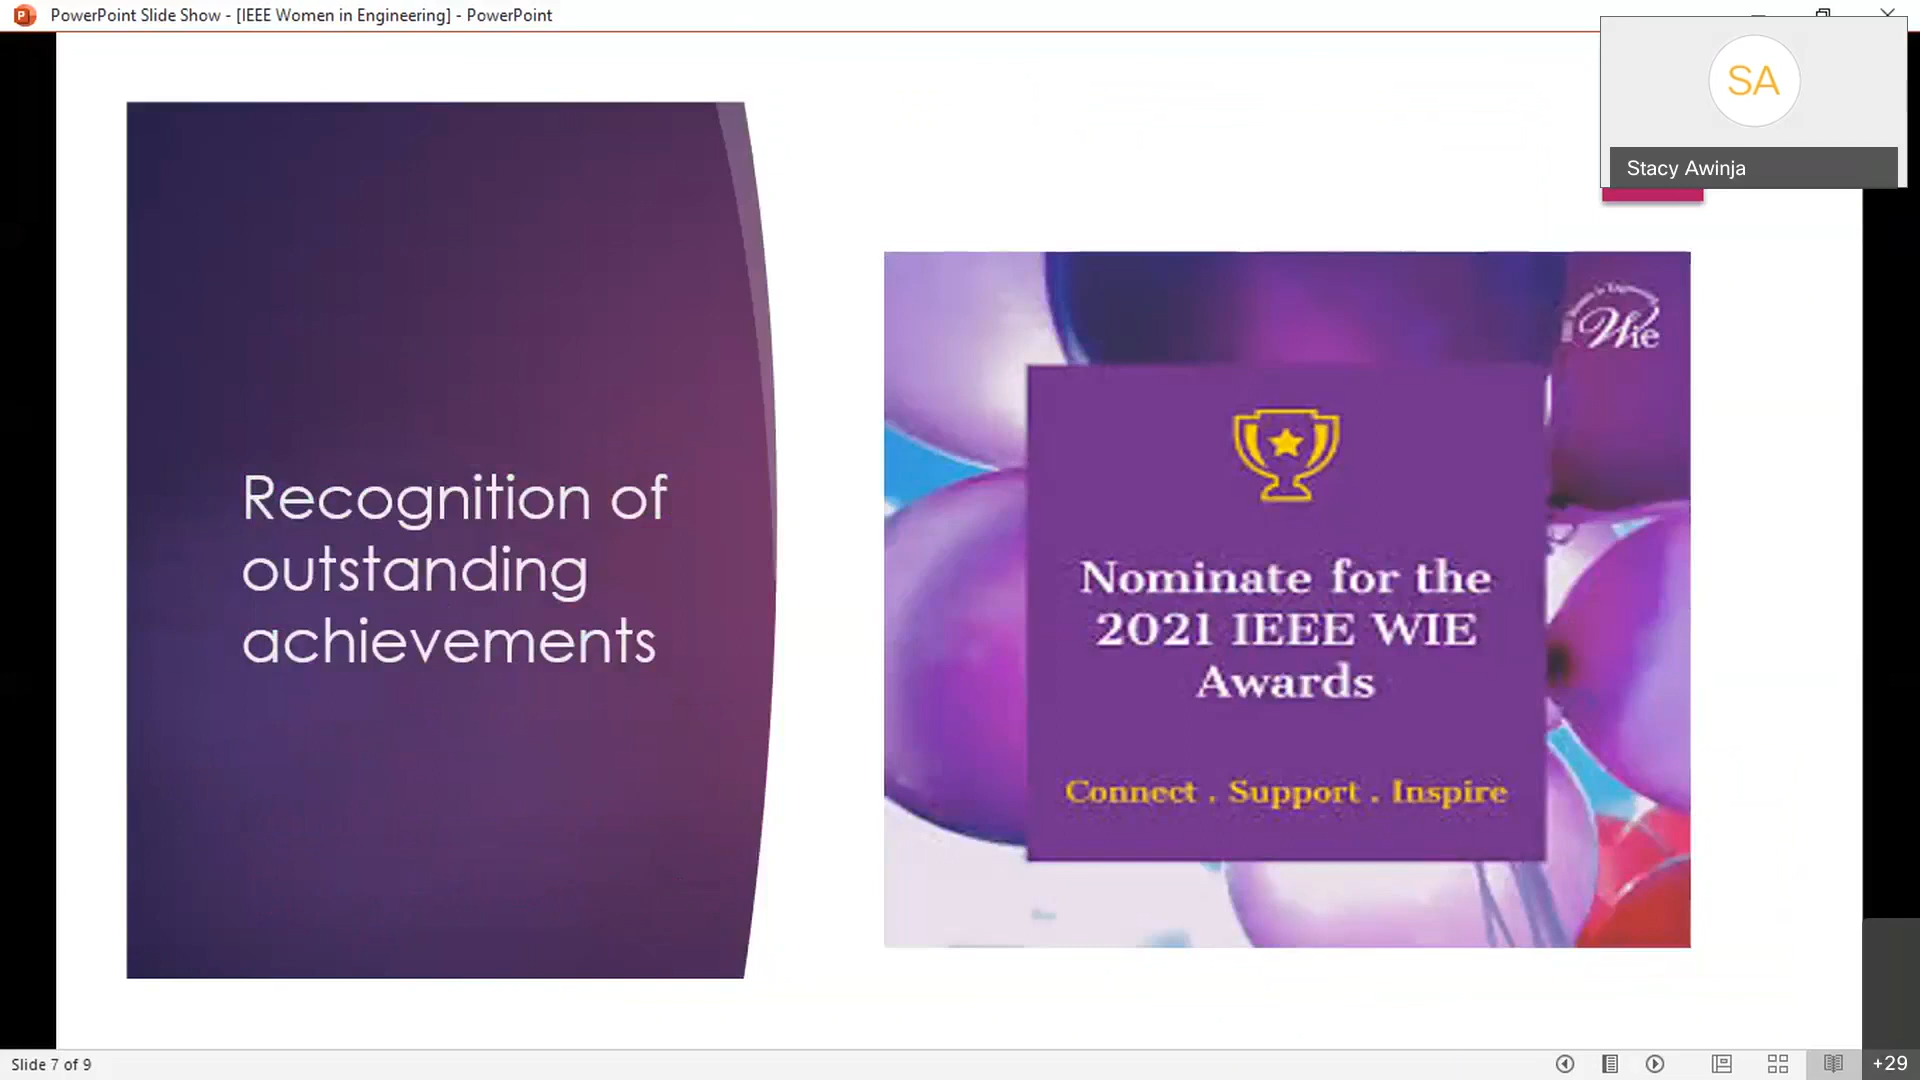 PowerPoint Slide Show - [IEEE Women in Engineering] - PowerPoint
SA
Stacy Awinja
Recognition of
outstanding
achievements
Wie
Nominate for the
2021 IEEE WIE
Awards
Connect . Support . Inspire
Slide 7 of 9
+29